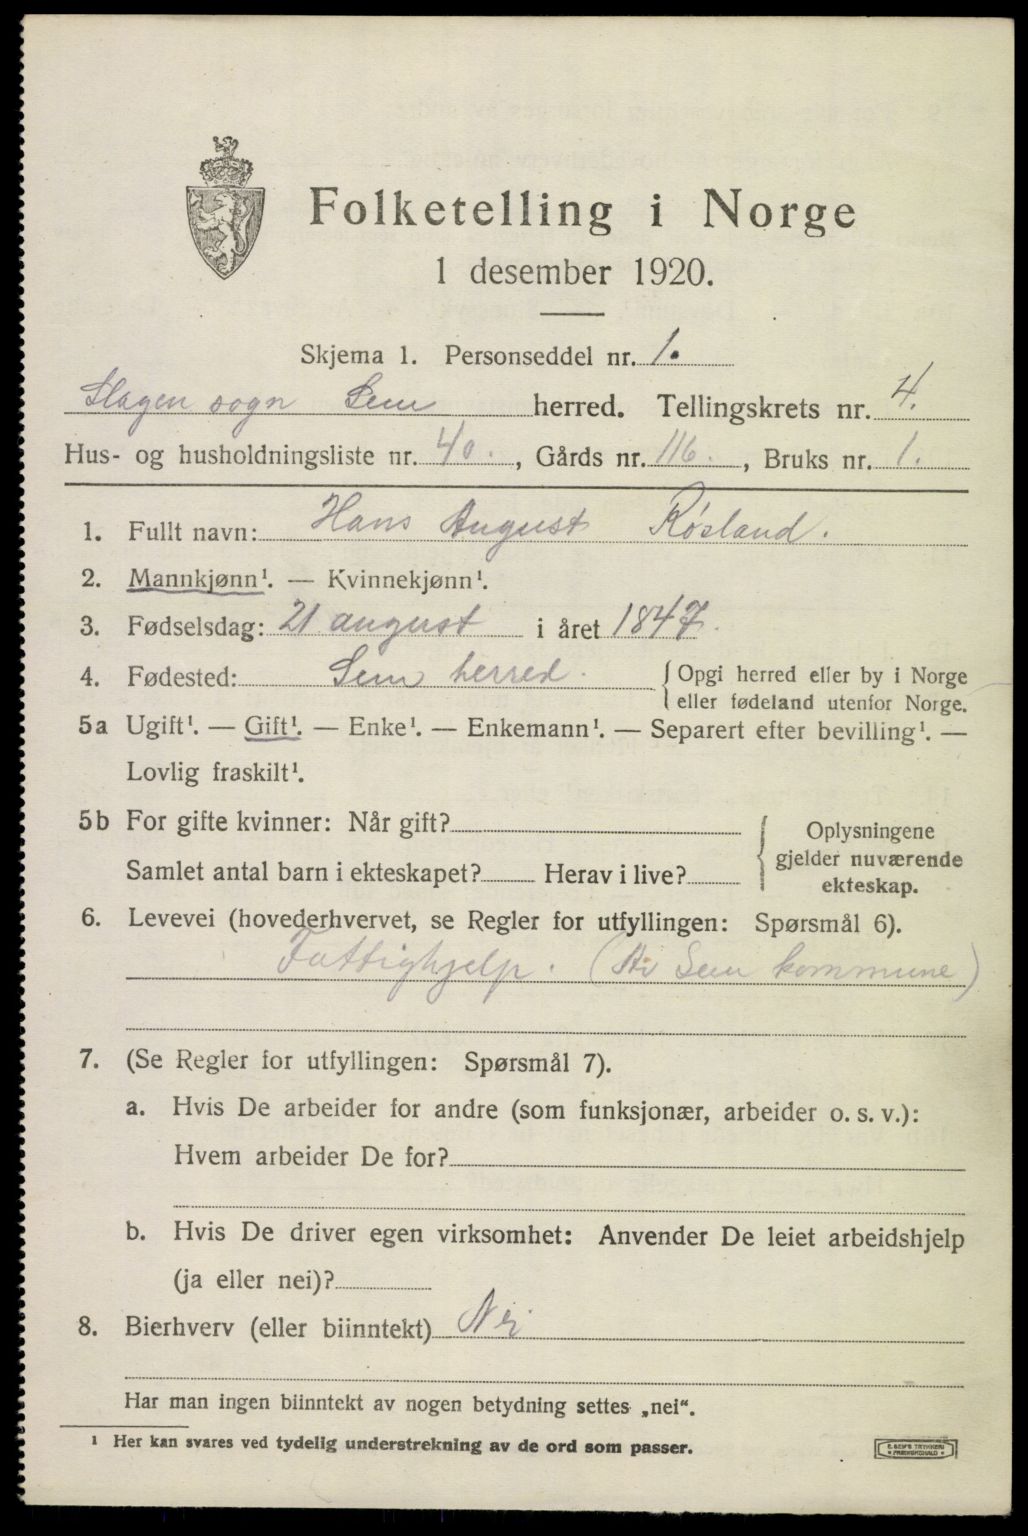 Folketelling i Norge
1 desember 1920.
Skjema 1. Personseddel nr. 1.
Slagen sogn Sem herred. Tellingskrets nr. 4.
Hus- og husholdningsliste nr. 40., Gårds nr. 116., Bruks nr. 1.
1. Fullt navn: Hans August Røsland.
2. Mannkjønn¹. — Kvinnekjønn¹.
3. Fødselsdag: 21 august i året 1847.
4. Fødested: Sem herred. { Opgi herred eller by i Norge
eller fødeland utenfor Norge.
5a Ugift¹. — Gift¹. — Enke¹. — Enkemann¹. — Separert efter bevilling¹. —
Lovlig fraskilt¹.
5b For gifte kvinner: Når gift?
Samlet antal barn i ekteskapet? Herav i live?
{ Oplysningene
gjelder nuværende
ekteskap.
6. Levevei (hovederhvervet, se Regler for utfyllingen: Spørsmål 6).
Fattighjelp. ( Sem kommune)
7. (Se Regler for utfyllingen: Spørsmål 7).
a. Hvis De arbeider for andre (som funksjonær, arbeider o. s. v.):
Hvem arbeider De for?
b. Hvis De driver egen virksomhet: Anvender De leiet arbeidshjelp
(ja eller nei)?
8. Bierhverv (eller biinntekt) Nei
Har man ingen biinntekt av nogen betydning settes „nei“.
¹ Her kan svares ved tydelig understrekning av de ord som passer.